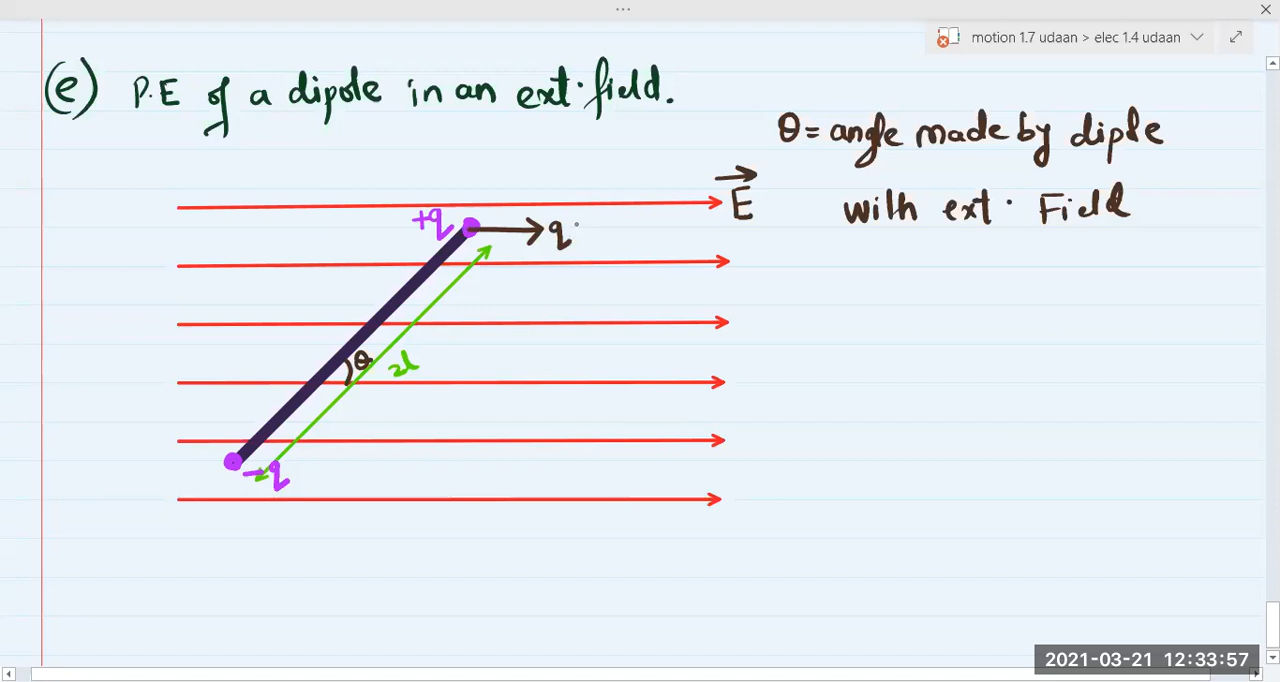 motion 1.7 udaan > elec 1.4 udaan
(e) P.E of a dipole in an ext. field.
θ = angle made by diple
with ext. Field
E
+q
q
θ
2l
-q
2021-03-21 12:33:57